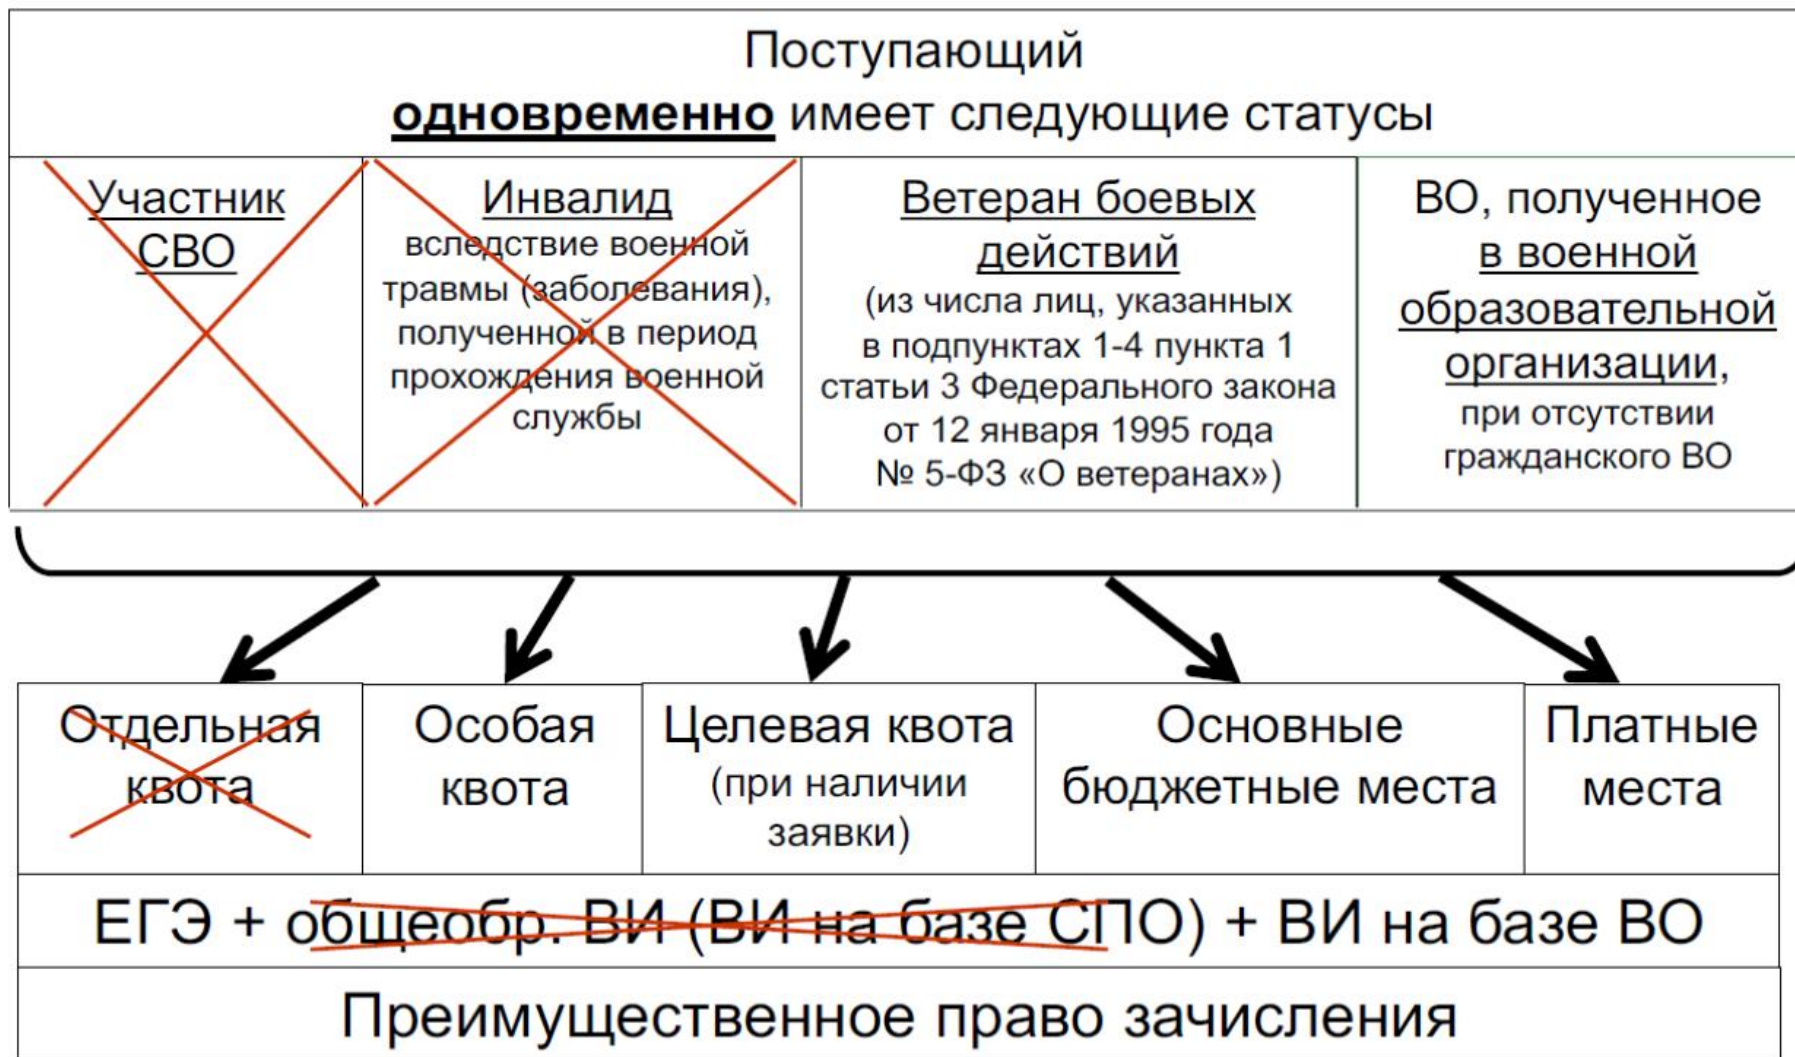 Поступающий
одновременно имеет следующие статусы
Участник
СВО
Инвалид
вследствие военной
травмы (заболевания),
полученной в период
прохождения военной
службы
Ветеран боевых
действий
(из числа лиц, указанных
в подпунктах 1-4 пункта 1
статьи 3 Федерального закона
от 12 января 1995 года
№ 5-ФЗ «О ветеранах»)
ВО, полученное
в военной
образовательной
организации,
при отсутствии
гражданского ВО
Отдельная
квота
Особая
квота
Целевая квота
(при наличии
заявки)
Основные
бюджетные места
Платные
места
ЕГЭ + общеобр. ВИ (ВИ на базе СПО) + ВИ на базе ВО
Преимущественное право зачисления